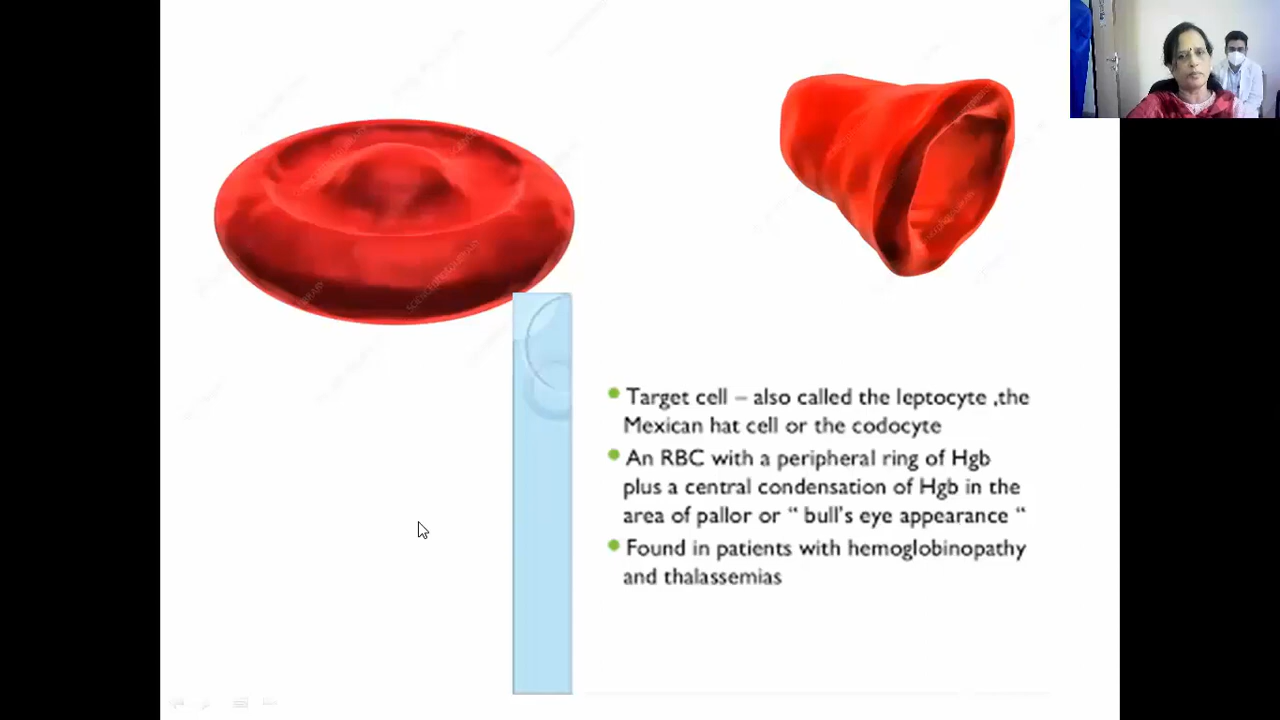 Target cell – also called the leptocyte ,the
Mexican hat cell or the codocyte
An RBC with a peripheral ring of Hgb
plus a central condensation of Hgb in the
area of pallor or “ bull's eye appearance “
Found in patients with hemoglobinopathy
and thalassemias